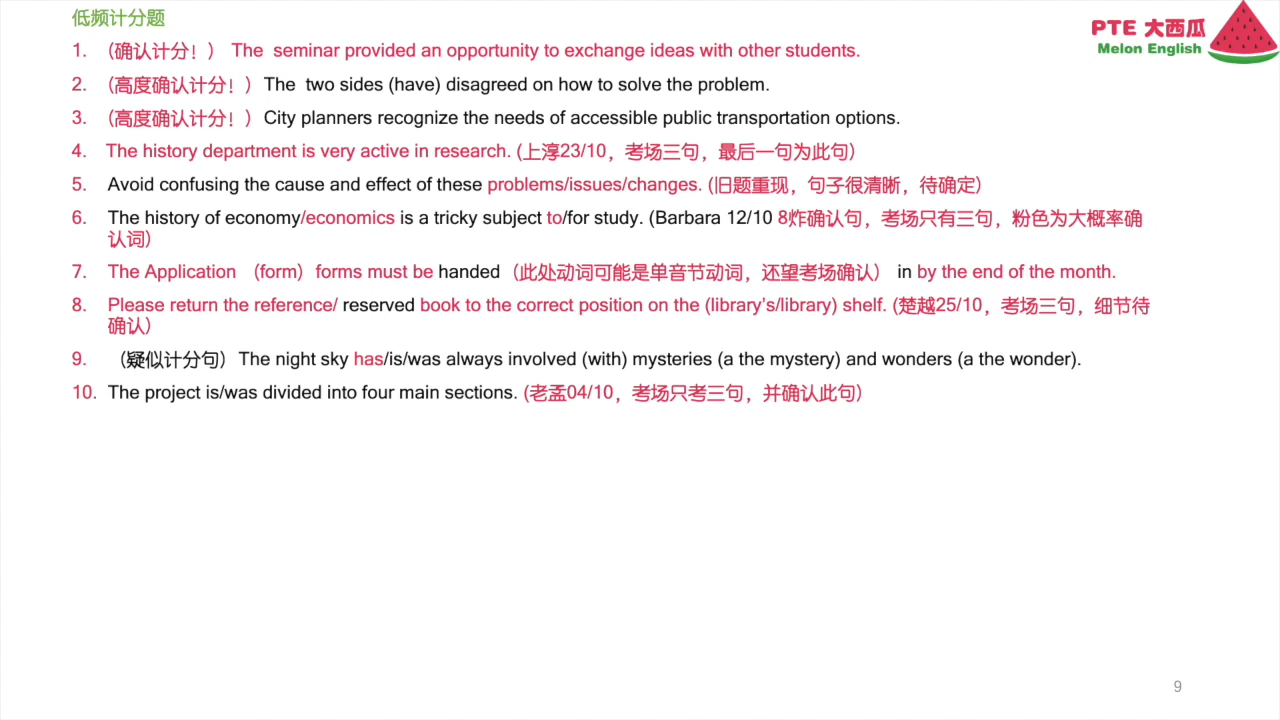 低频计分题
PTE 大西瓜
Melon English
1. （确认计分！） The seminar provided an opportunity to exchange ideas with other students.
2. （高度确认计分！）The two sides (have) disagreed on how to solve the problem.
3. （高度确认计分！）City planners recognize the needs of accessible public transportation options.
4. The history department is very active in research. (上淳23/10，考场三句，最后一句为此句)
5. Avoid confusing the cause and effect of these problems/issues/changes. (旧题重现，句子很清晰，待确定)
6. The history of economy/economics is a tricky subject to/for study. (Barbara 12/10 8炸确认句，考场只有三句，粉色为大概率确
认词)
7. The Application （form）forms must be handed（此处动词可能是单音节动词，还望考场确认） in by the end of the month.
8. Please return the reference/ reserved book to the correct position on the (library's/library) shelf. (楚越25/10，考场三句，细节待
确认)
9. （疑似计分句）The night sky has/is/was always involved (with) mysteries (a the mystery) and wonders (a the wonder).
10. The project is/was divided into four main sections. (老孟04/10，考场只考三句，并确认此句)
9